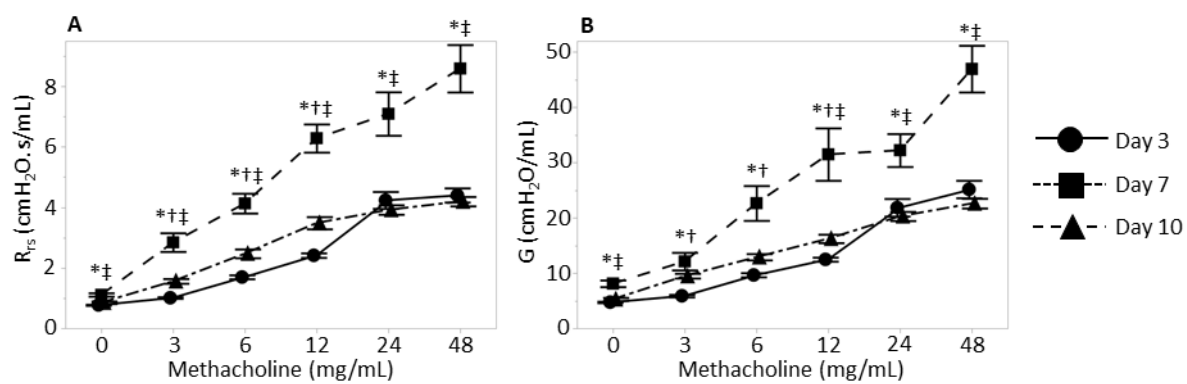 A
*‡
*†‡
*†‡
*†‡
*‡
*‡
8
6
4
2
0
Rrs (cmH2O.s/mL)
0 3 6 12 24 48
Methacholine (mg/mL)
B
*‡
*†
*†
*†‡
*‡
*‡
50
40
30
20
10
0
G (cmH2O/mL)
0 3 6 12 24 48
Methacholine (mg/mL)
Day 3
Day 7
Day 10